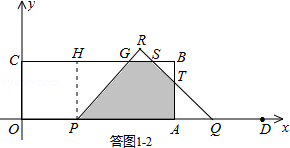 y
R
C H G S B
T
O P A Q D x
答图1-2